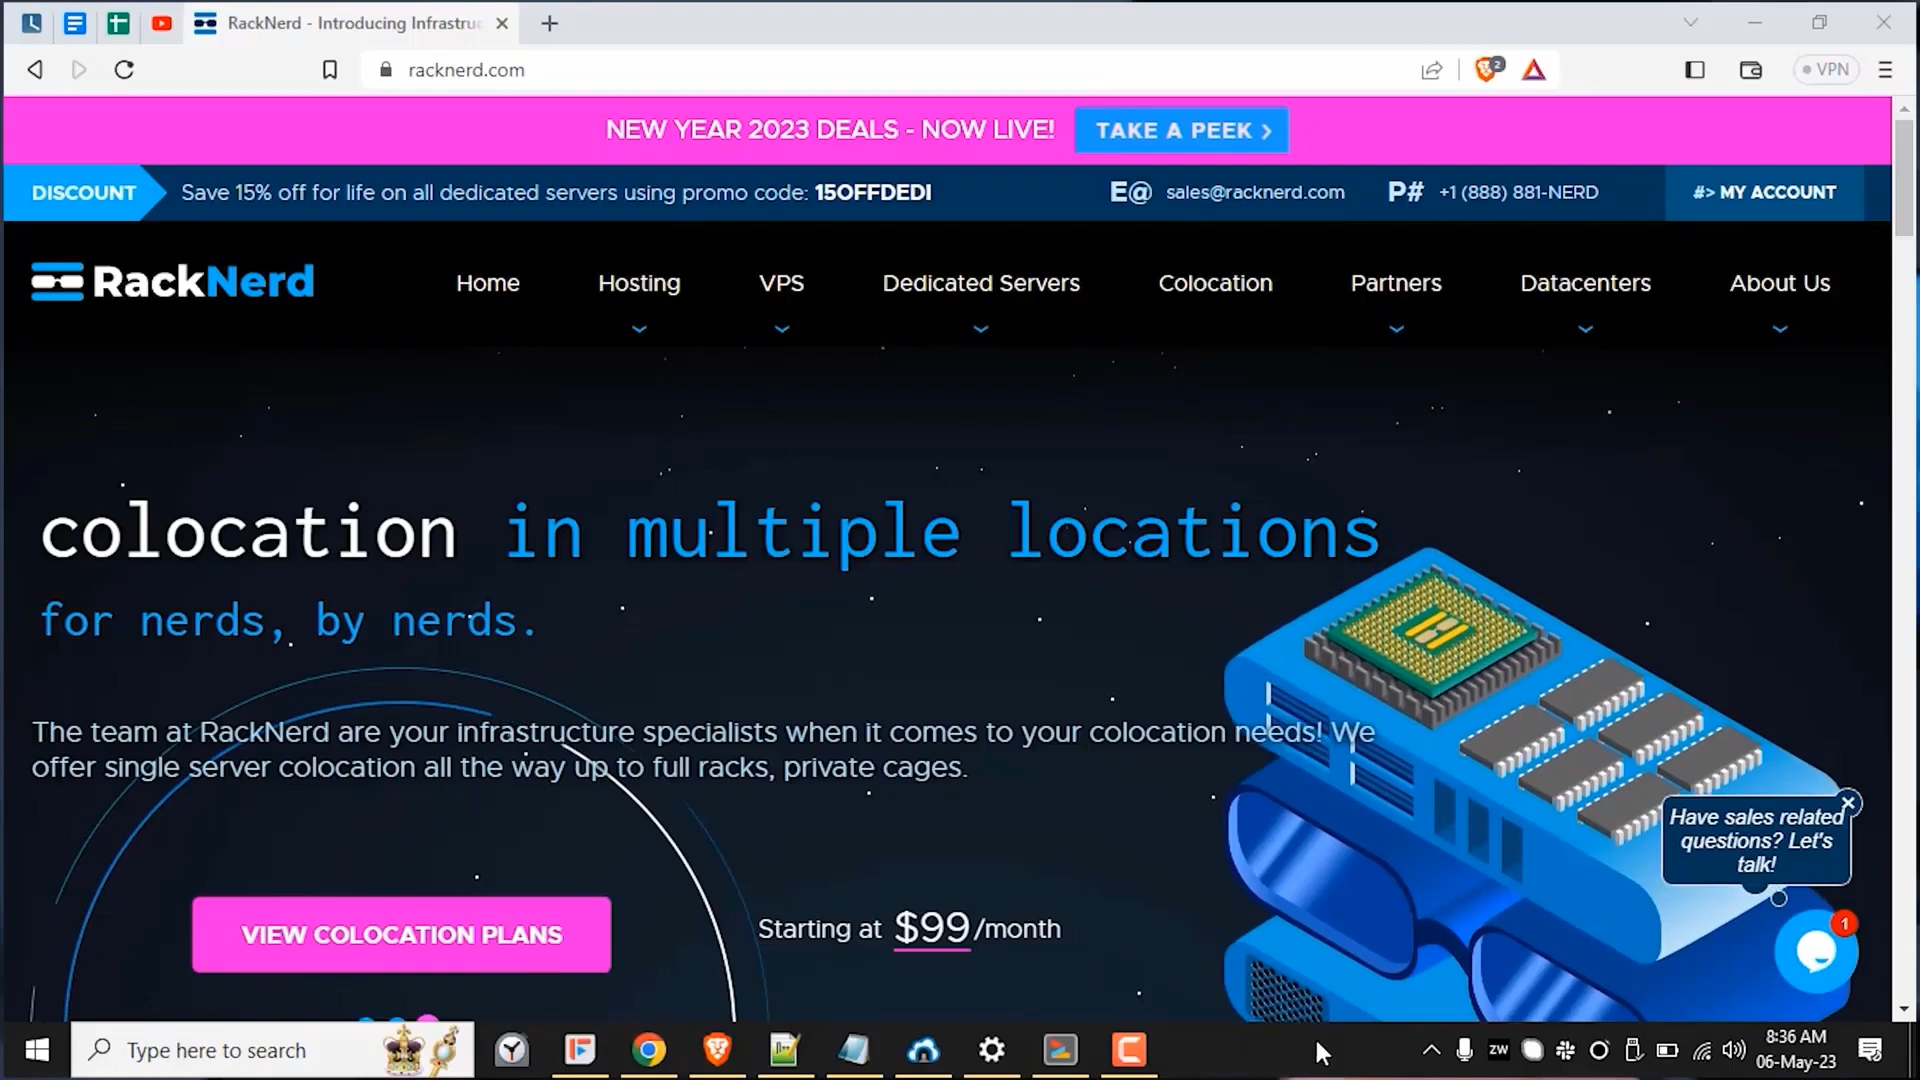 RackNerd - Introducing Infrastruc
racknerd.com
2
VPN
NEW YEAR 2023 DEALS - NOW LIVE!
TAKE A PEEK
DISCOUNT
Save 15% off for life on all dedicated servers using promo code: 15OFFDEDI
E@ sales@racknerd.com
P# +1 (888) 881-NERD
#> MY ACCOUNT
RackNerd
Home
Hosting
VPS
Dedicated Servers
Colocation
Partners
Datacenters
About Us
colocation in multiple locations
for nerds, by nerds.
The team at RackNerd are your infrastructure specialists when it comes to your colocation needs! We
offer single server colocation all the way up to full racks, private cages.
Have sales related
questions? Let's
talk!
VIEW COLOCATION PLANS
Starting at $99/month
1
Type here to search
ZW
8:36 AM
06-May-23